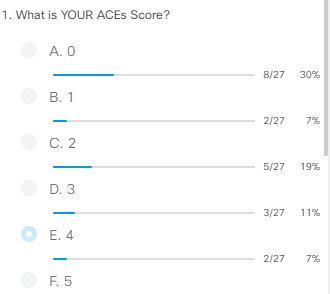 1. What is YOUR ACEs Score?
A. 0
8/27 30%
B. 1
2/27 7%
C. 2
5/27 19%
D. 3
3/27 11%
E. 4
2/27 7%
F. 5